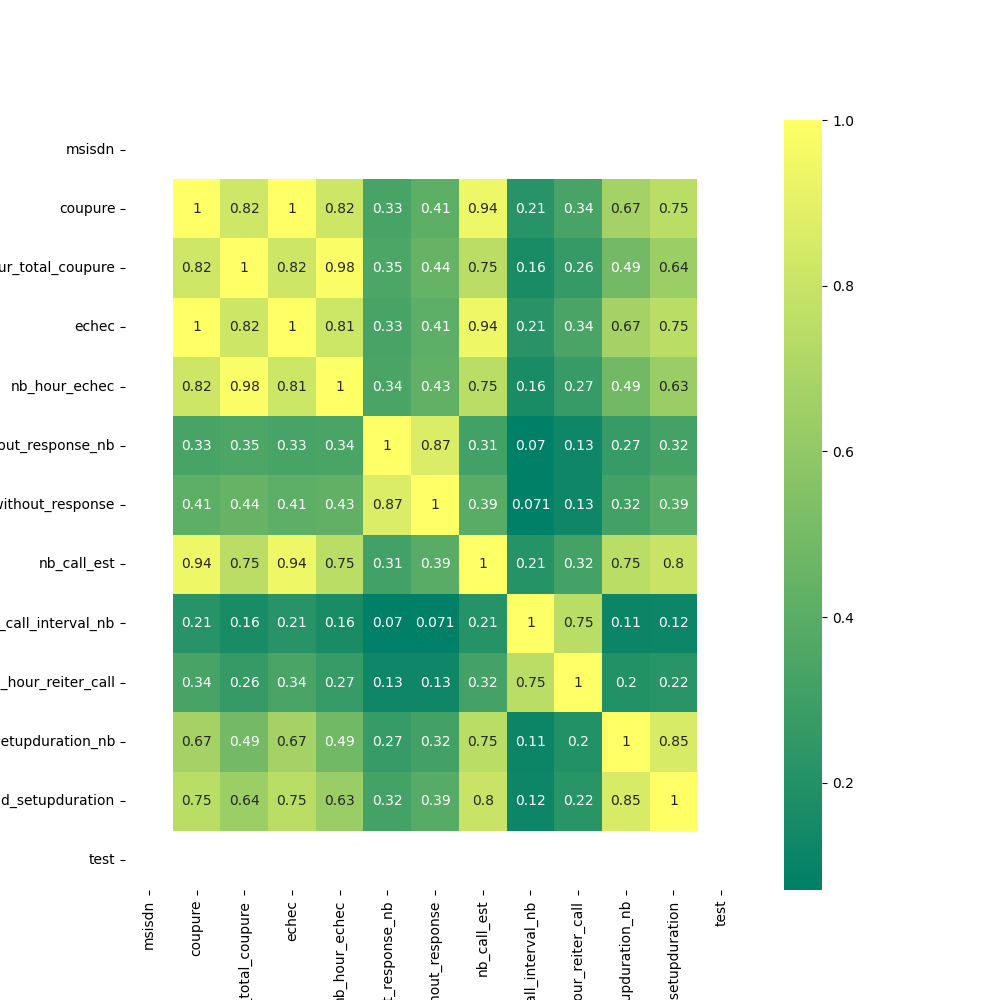 msisdn
coupure 1 0.82 1 0.82 0.33 0.41 0.94 0.21 0.34 0.67 0.75
ur_total_coupure 0.82 1 0.82 0.98 0.35 0.44 0.75 0.16 0.26 0.49 0.64
echec 1 0.82 1 0.81 0.33 0.41 0.94 0.21 0.34 0.67 0.75
nb_hour_echec 0.82 0.98 0.81 1 0.34 0.43 0.75 0.16 0.27 0.49 0.63
out_response_nb 0.33 0.35 0.33 0.34 1 0.87 0.31 0.07 0.13 0.27 0.32
vithout_response 0.41 0.44 0.41 0.43 0.87 1 0.39 0.071 0.13 0.32 0.39
nb_call_est 0.94 0.75 0.94 0.75 0.31 0.39 1 0.21 0.32 0.75 0.8
_call_interval_nb 0.21 0.16 0.21 0.16 0.07 0.071 0.21 1 0.75 0.11 0.12
_hour_reiter_call 0.34 0.26 0.34 0.27 0.13 0.13 0.32 0.75 1 0.2 0.22
etupduration_nb 0.67 0.49 0.67 0.49 0.27 0.32 0.75 0.11 0.2 1 0.85
d_setupduration 0.75 0.64 0.75 0.63 0.32 0.39 0.8 0.12 0.22 0.85 1
test
msisdn
coupure
_total_coupure
echec
nb_hour_echec
t_response_nb
hout_response
nb_call_est
all_interval_nb
our_reiter_call
upduration_nb
setupduration
test
1.0
0.8
0.6
0.4
0.2